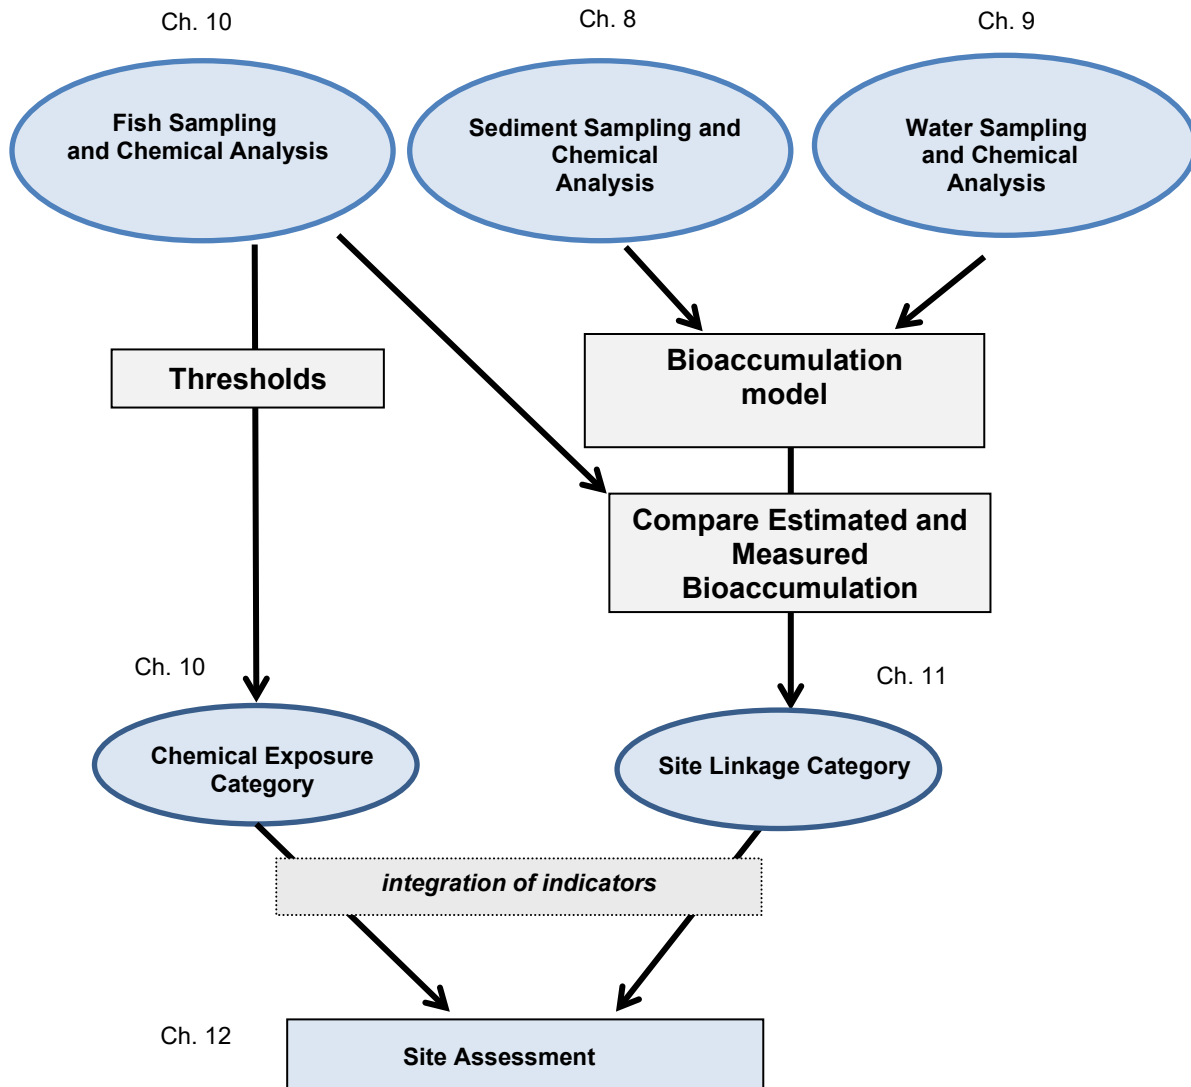 Ch. 10
Ch. 8
Ch. 9
Fish Sampling
and Chemical Analysis
Sediment Sampling and
Chemical
Analysis
Water Sampling
and Chemical
Analysis
Thresholds
Bioaccumulation
model
Compare Estimated and
Measured
Bioaccumulation
Ch. 10
Ch. 11
Chemical Exposure
Category
Site Linkage Category
integration of indicators
Ch. 12
Site Assessment